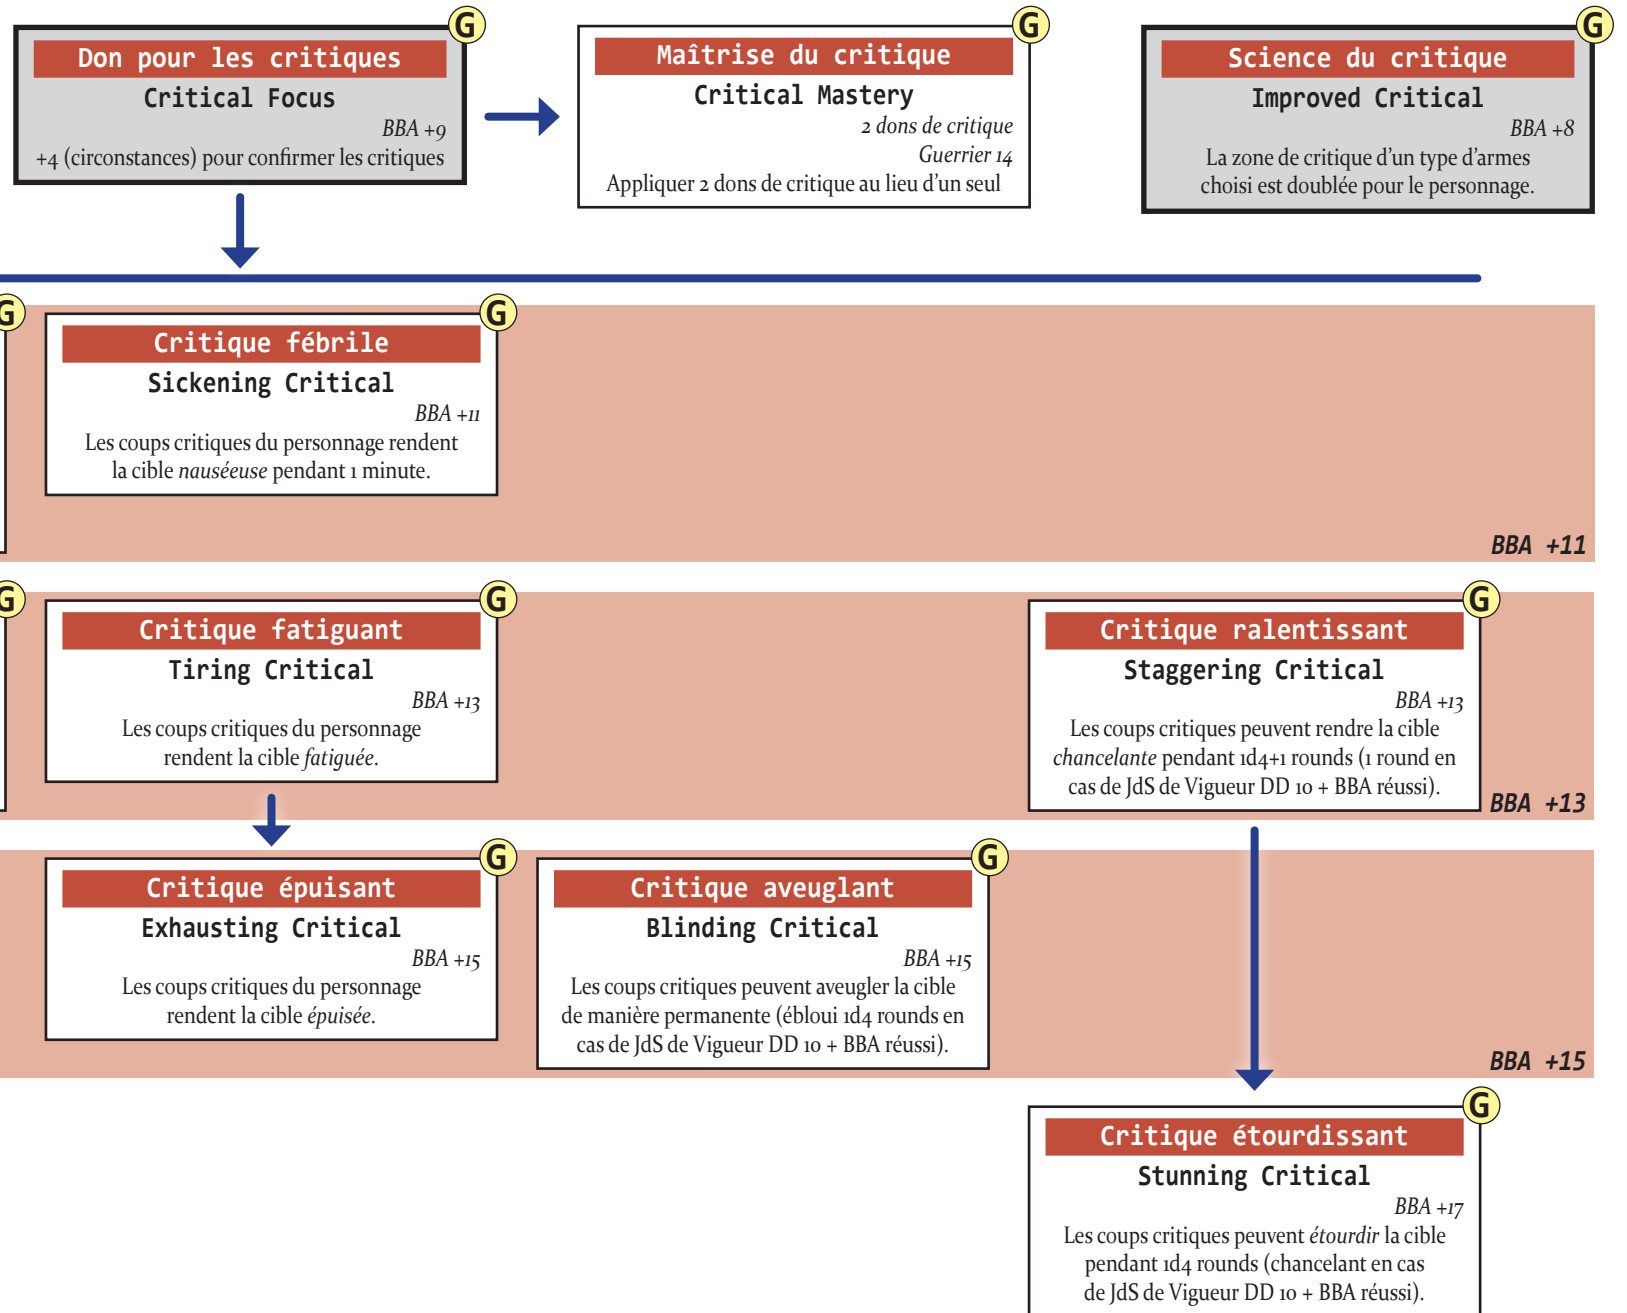 G
Don pour les critiques
Critical Focus
BBA +9
+4 (circonstances) pour confirmer les critiques
G
Maîtrise du critique
Critical Mastery
2 dons de critique
Guerrier 14
Appliquer 2 dons de critique au lieu d'un seul
G
Science du critique
Improved Critical
BBA +8
La zone de critique d'un type d'armes
choisi est doublée pour le personnage.
G
G
Critique fébrile
Sickening Critical
BBA +11
Les coups critiques du personnage rendent
la cible nauséeuse pendant 1 minute.
BBA +11
G
G
Critique fatiguant
Tiring Critical
BBA +13
Les coups critiques du personnage
rendent la cible fatiguée.
G
Critique ralentissant
Staggering Critical
BBA +13
Les coups critiques peuvent rendre la cible
chancelante pendant 1d4+1 rounds (1 round en
cas de JdS de Vigueur DD 10 + BBA réussi).
BBA +13
G
Critique épuisant
Exhausting Critical
BBA +15
Les coups critiques du personnage
rendent la cible épuisée.
G
Critique aveuglant
Blinding Critical
BBA +15
Les coups critiques peuvent aveugler la cible
de manière permanente (ébloui 1d4 rounds en
cas de JdS de Vigueur DD 10 + BBA réussi).
BBA +15
G
Critique étourdissant
Stunning Critical
BBA +17
Les coups critiques peuvent étourdir la cible
pendant 1d4 rounds (chancelant en cas
de JdS de Vigueur DD 10 + BBA réussi).